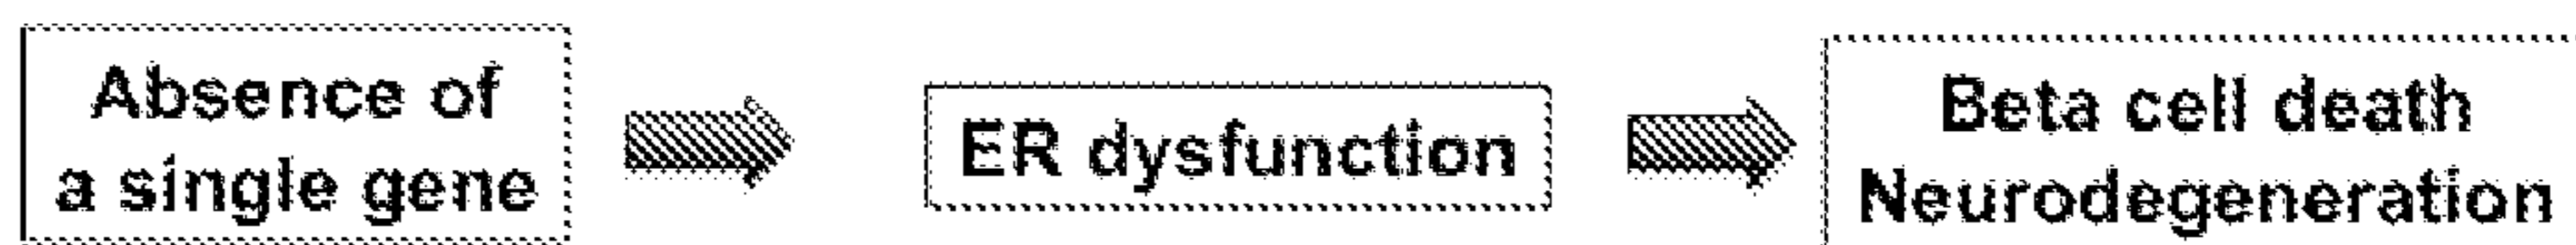 Absence of
a single gene
ER dysfunction
Beta cell death
Neurodegeneration